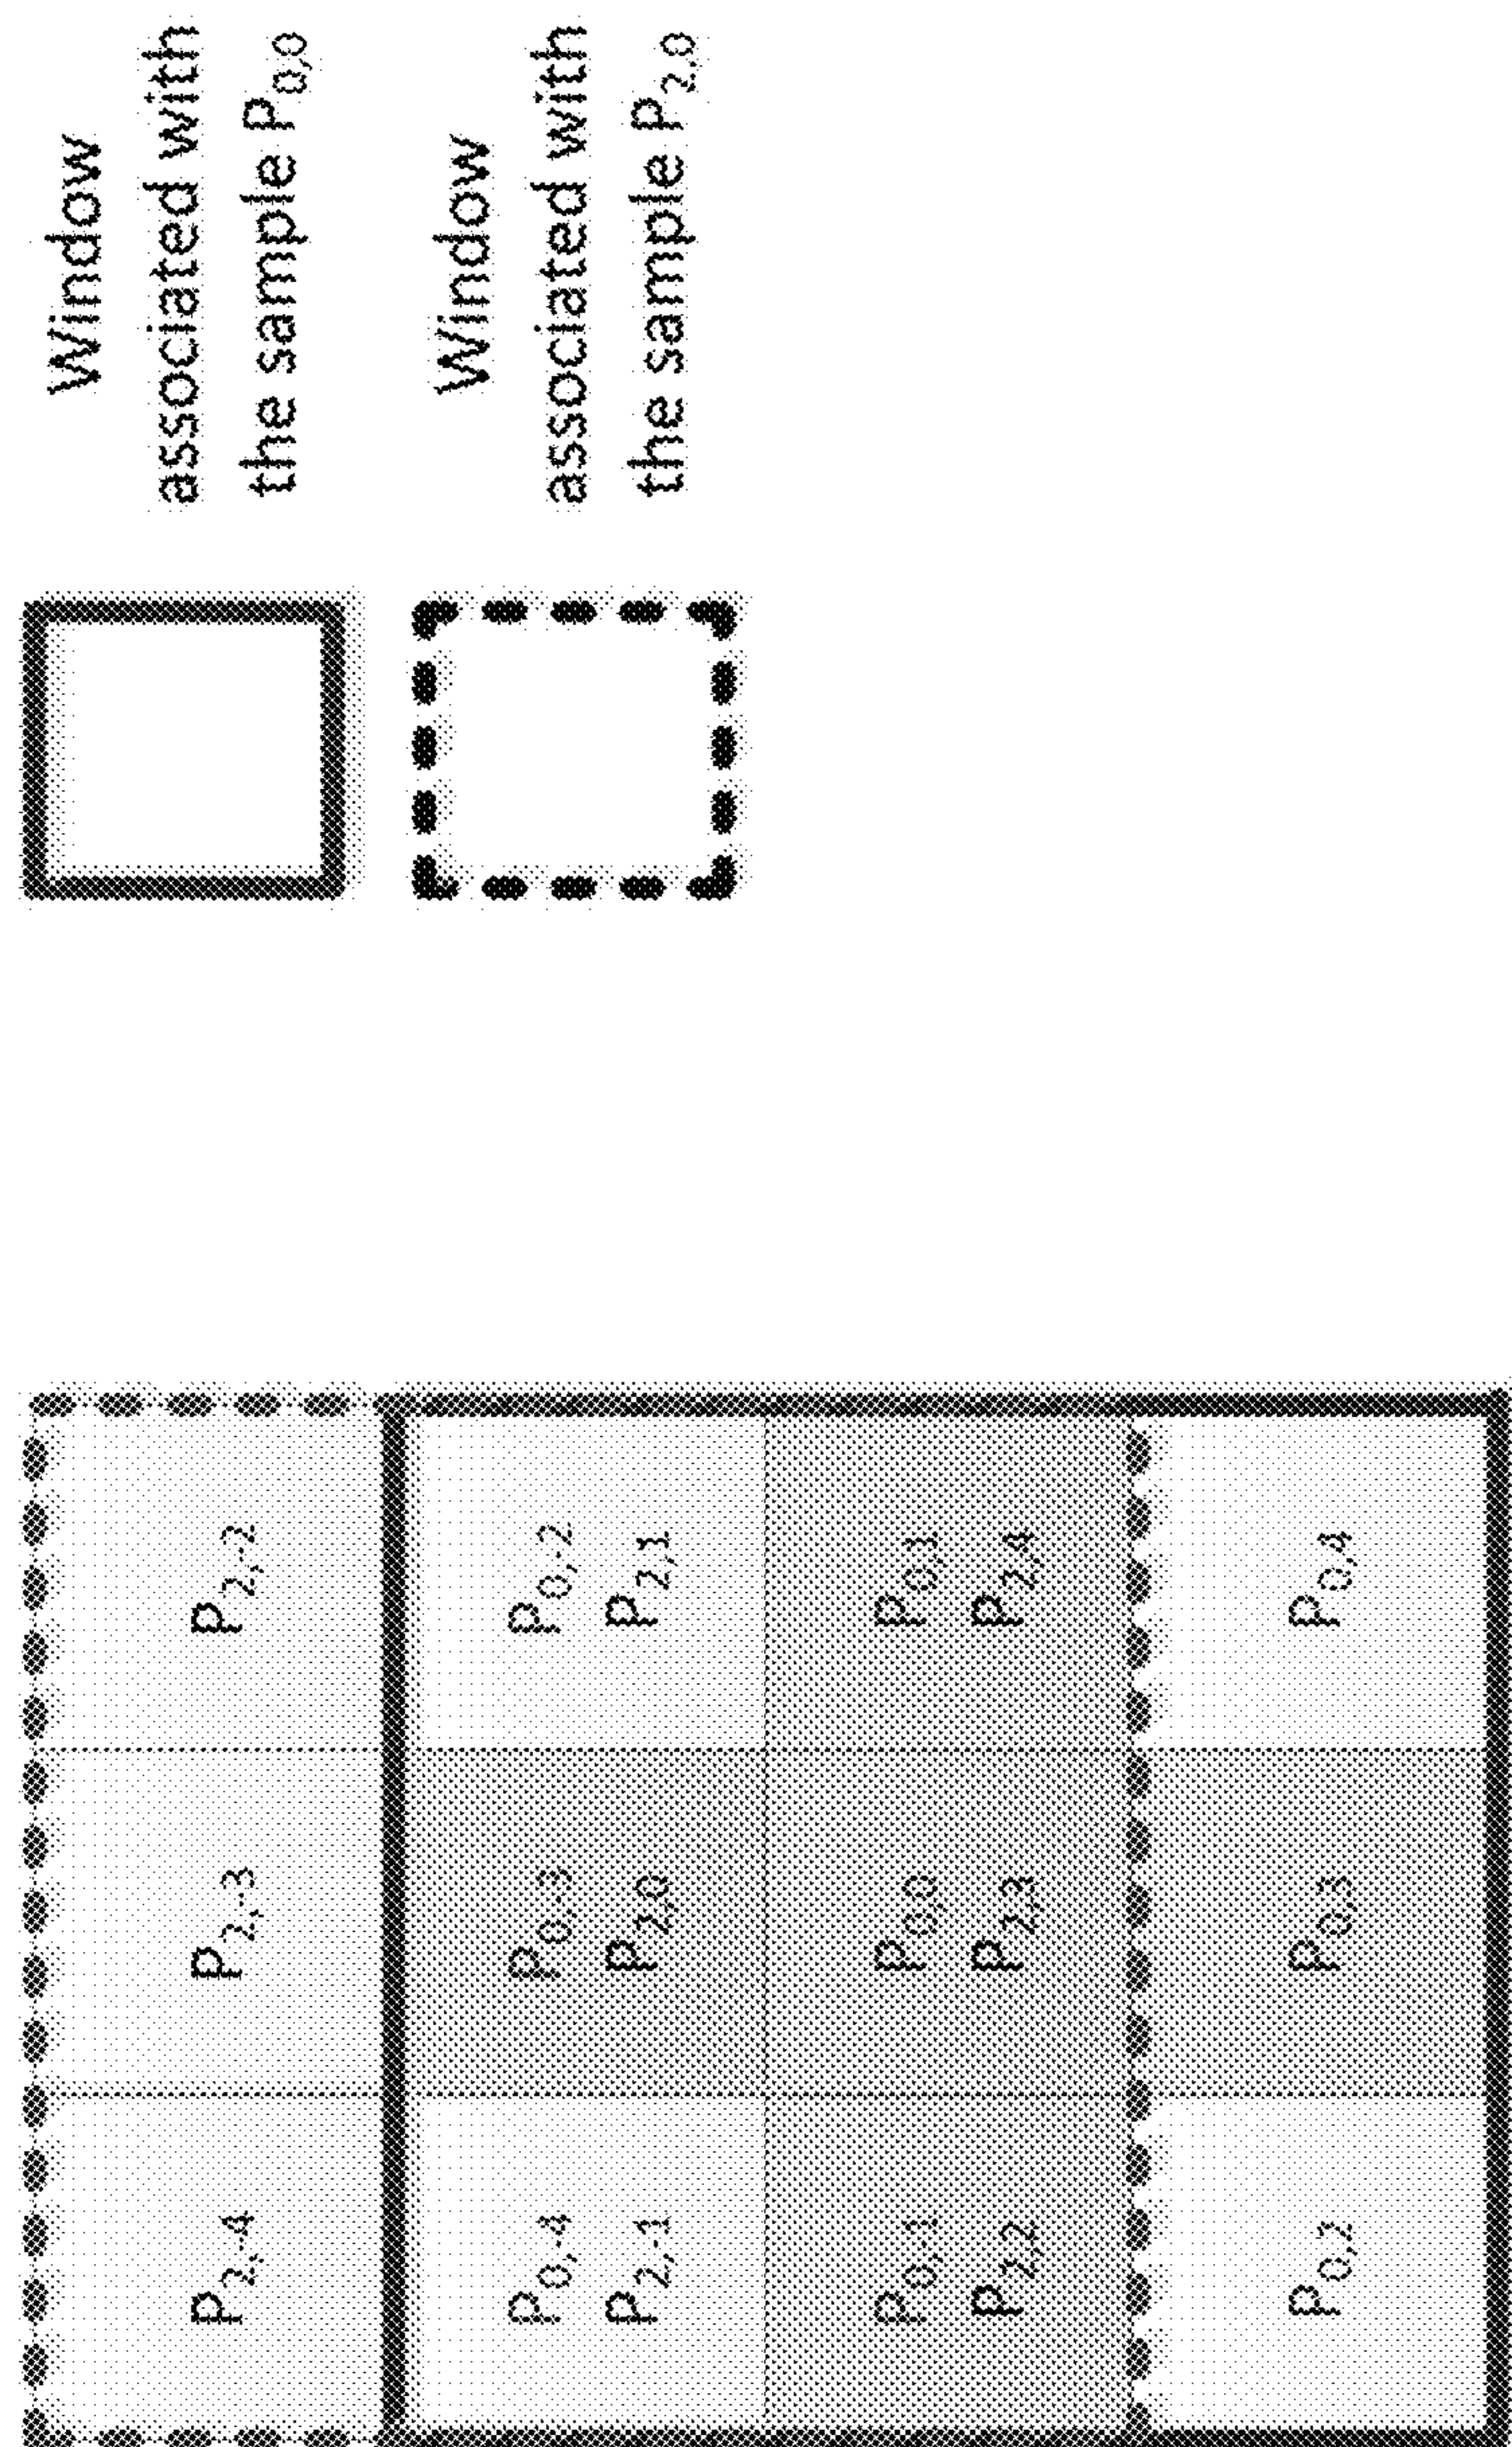 P2,-4 P2,-3 P2,-2
P0,-4 P0,-3 P0,-2
P2,-1 P2,0 P2,1
P0,-1 P0,0 P0,1
P2,2 P2,3 P2,4
P0,2 P0,3 P0,4
Window
associated with
the sample P0,0
Window
associated with
the sample P2,0